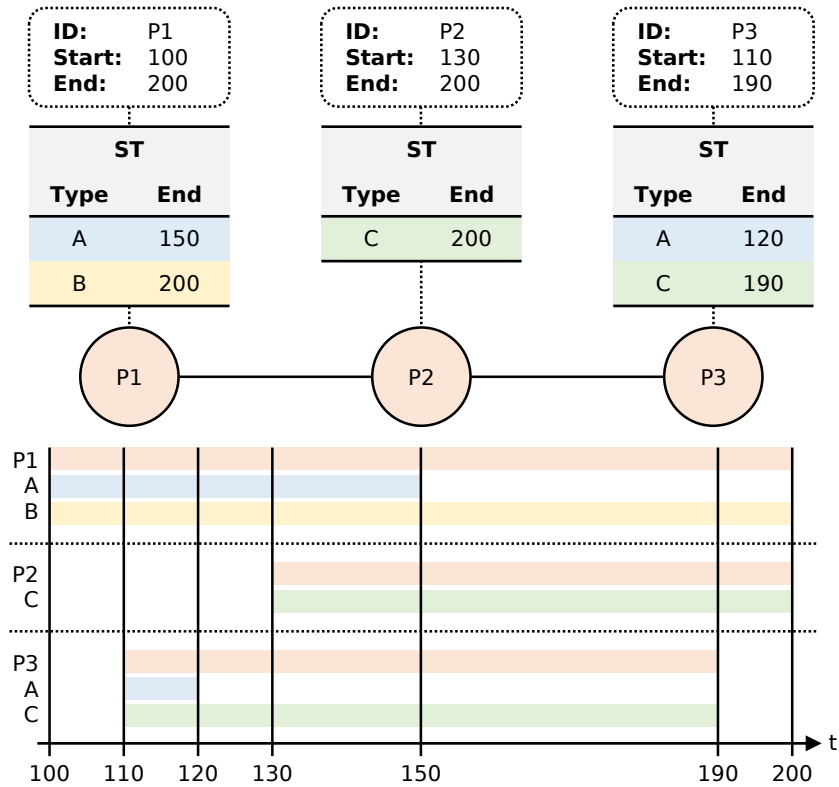 ID: P1
Start: 100
End: 200
ID: P2
Start: 130
End: 200
ID: P3
Start: 110
End: 190
ST
Type End
A 150
B 200
ST
Type End
C 200
ST
Type End
A 120
C 190
P1 P2 P3
P1
A
B
P2
C
P3
A
C
t
100 110 120 130 150 190 200